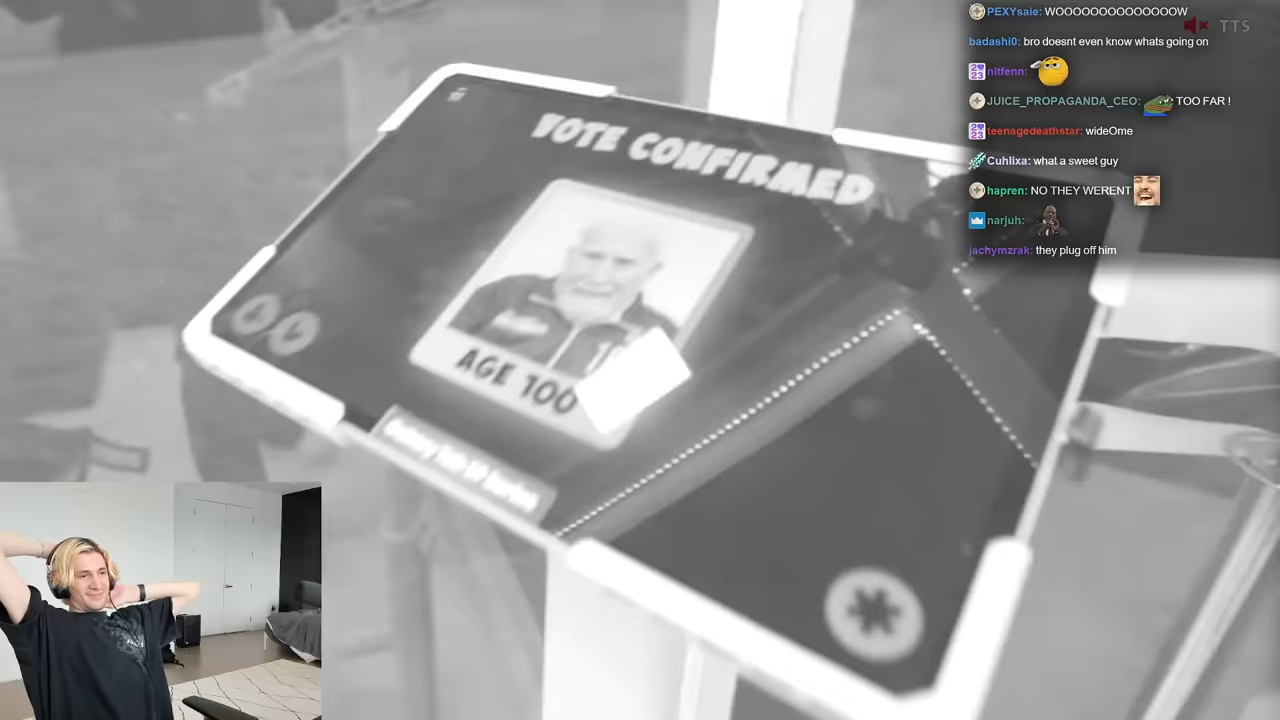 PEXYsaie: WOOOOOOOOOOOOOOW
TTS
badashi0: bro doesnt even know whats going on
nitfenn:
JUICE_PROPAGANDA_CEO: TOO FAR !
teenagedeathstar: wideOme
Cuhlixa: what a sweet guy
hapren: NO THEY WERENT
narjuh:
jachymzrak: they plug off him
VOTE CONFIRMED
AGE 100